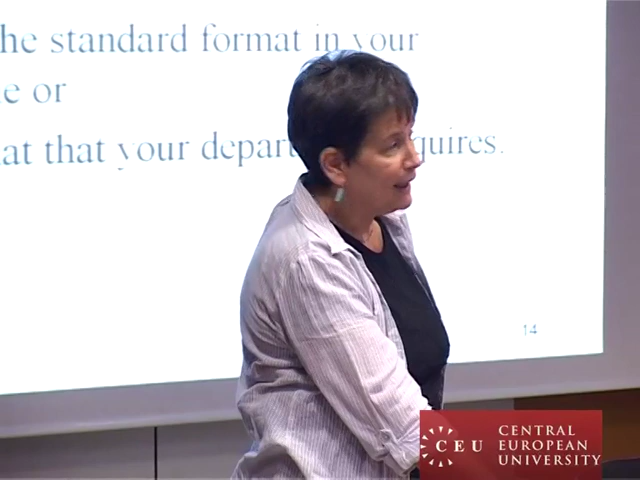 he standard format in your
e or
at that your depar quires.
14
CEU
CENTRAL
EUROPEAN
UNIVERSITY